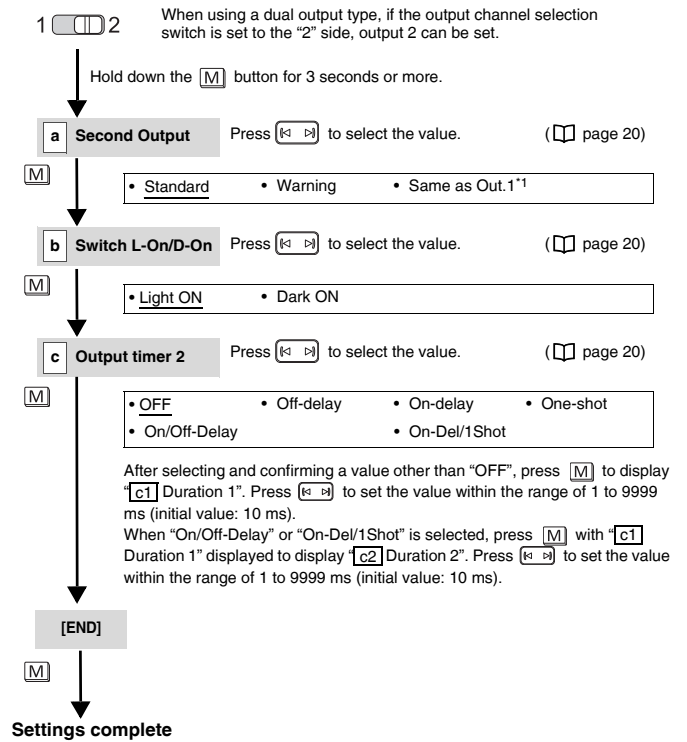 1 2 When using a dual output type, if the output channel selection
switch is set to the “2” side, output 2 can be set.
Hold down the M button for 3 seconds or more.
a Second Output Press to select the value. ( page 20)
M
• Standard • Warning • Same as Out.1*1
b Switch L-On/D-On Press to select the value. ( page 20)
M
• Light ON • Dark ON
c Output timer 2 Press to select the value. ( page 20)
M
• OFF • Off-delay • On-delay • One-shot
• On/Off-Delay • On-Del/1Shot
After selecting and confirming a value other than “OFF”, press M to display
“ c1 Duration 1”. Press to set the value within the range of 1 to 9999
ms (initial value: 10 ms).
When “On/Off-Delay” or “On-Del/1Shot” is selected, press M with “ c1
Duration 1” displayed to display “ c2 Duration 2”. Press to set the value
within the range of 1 to 9999 ms (initial value: 10 ms).
[END]
M
Settings complete